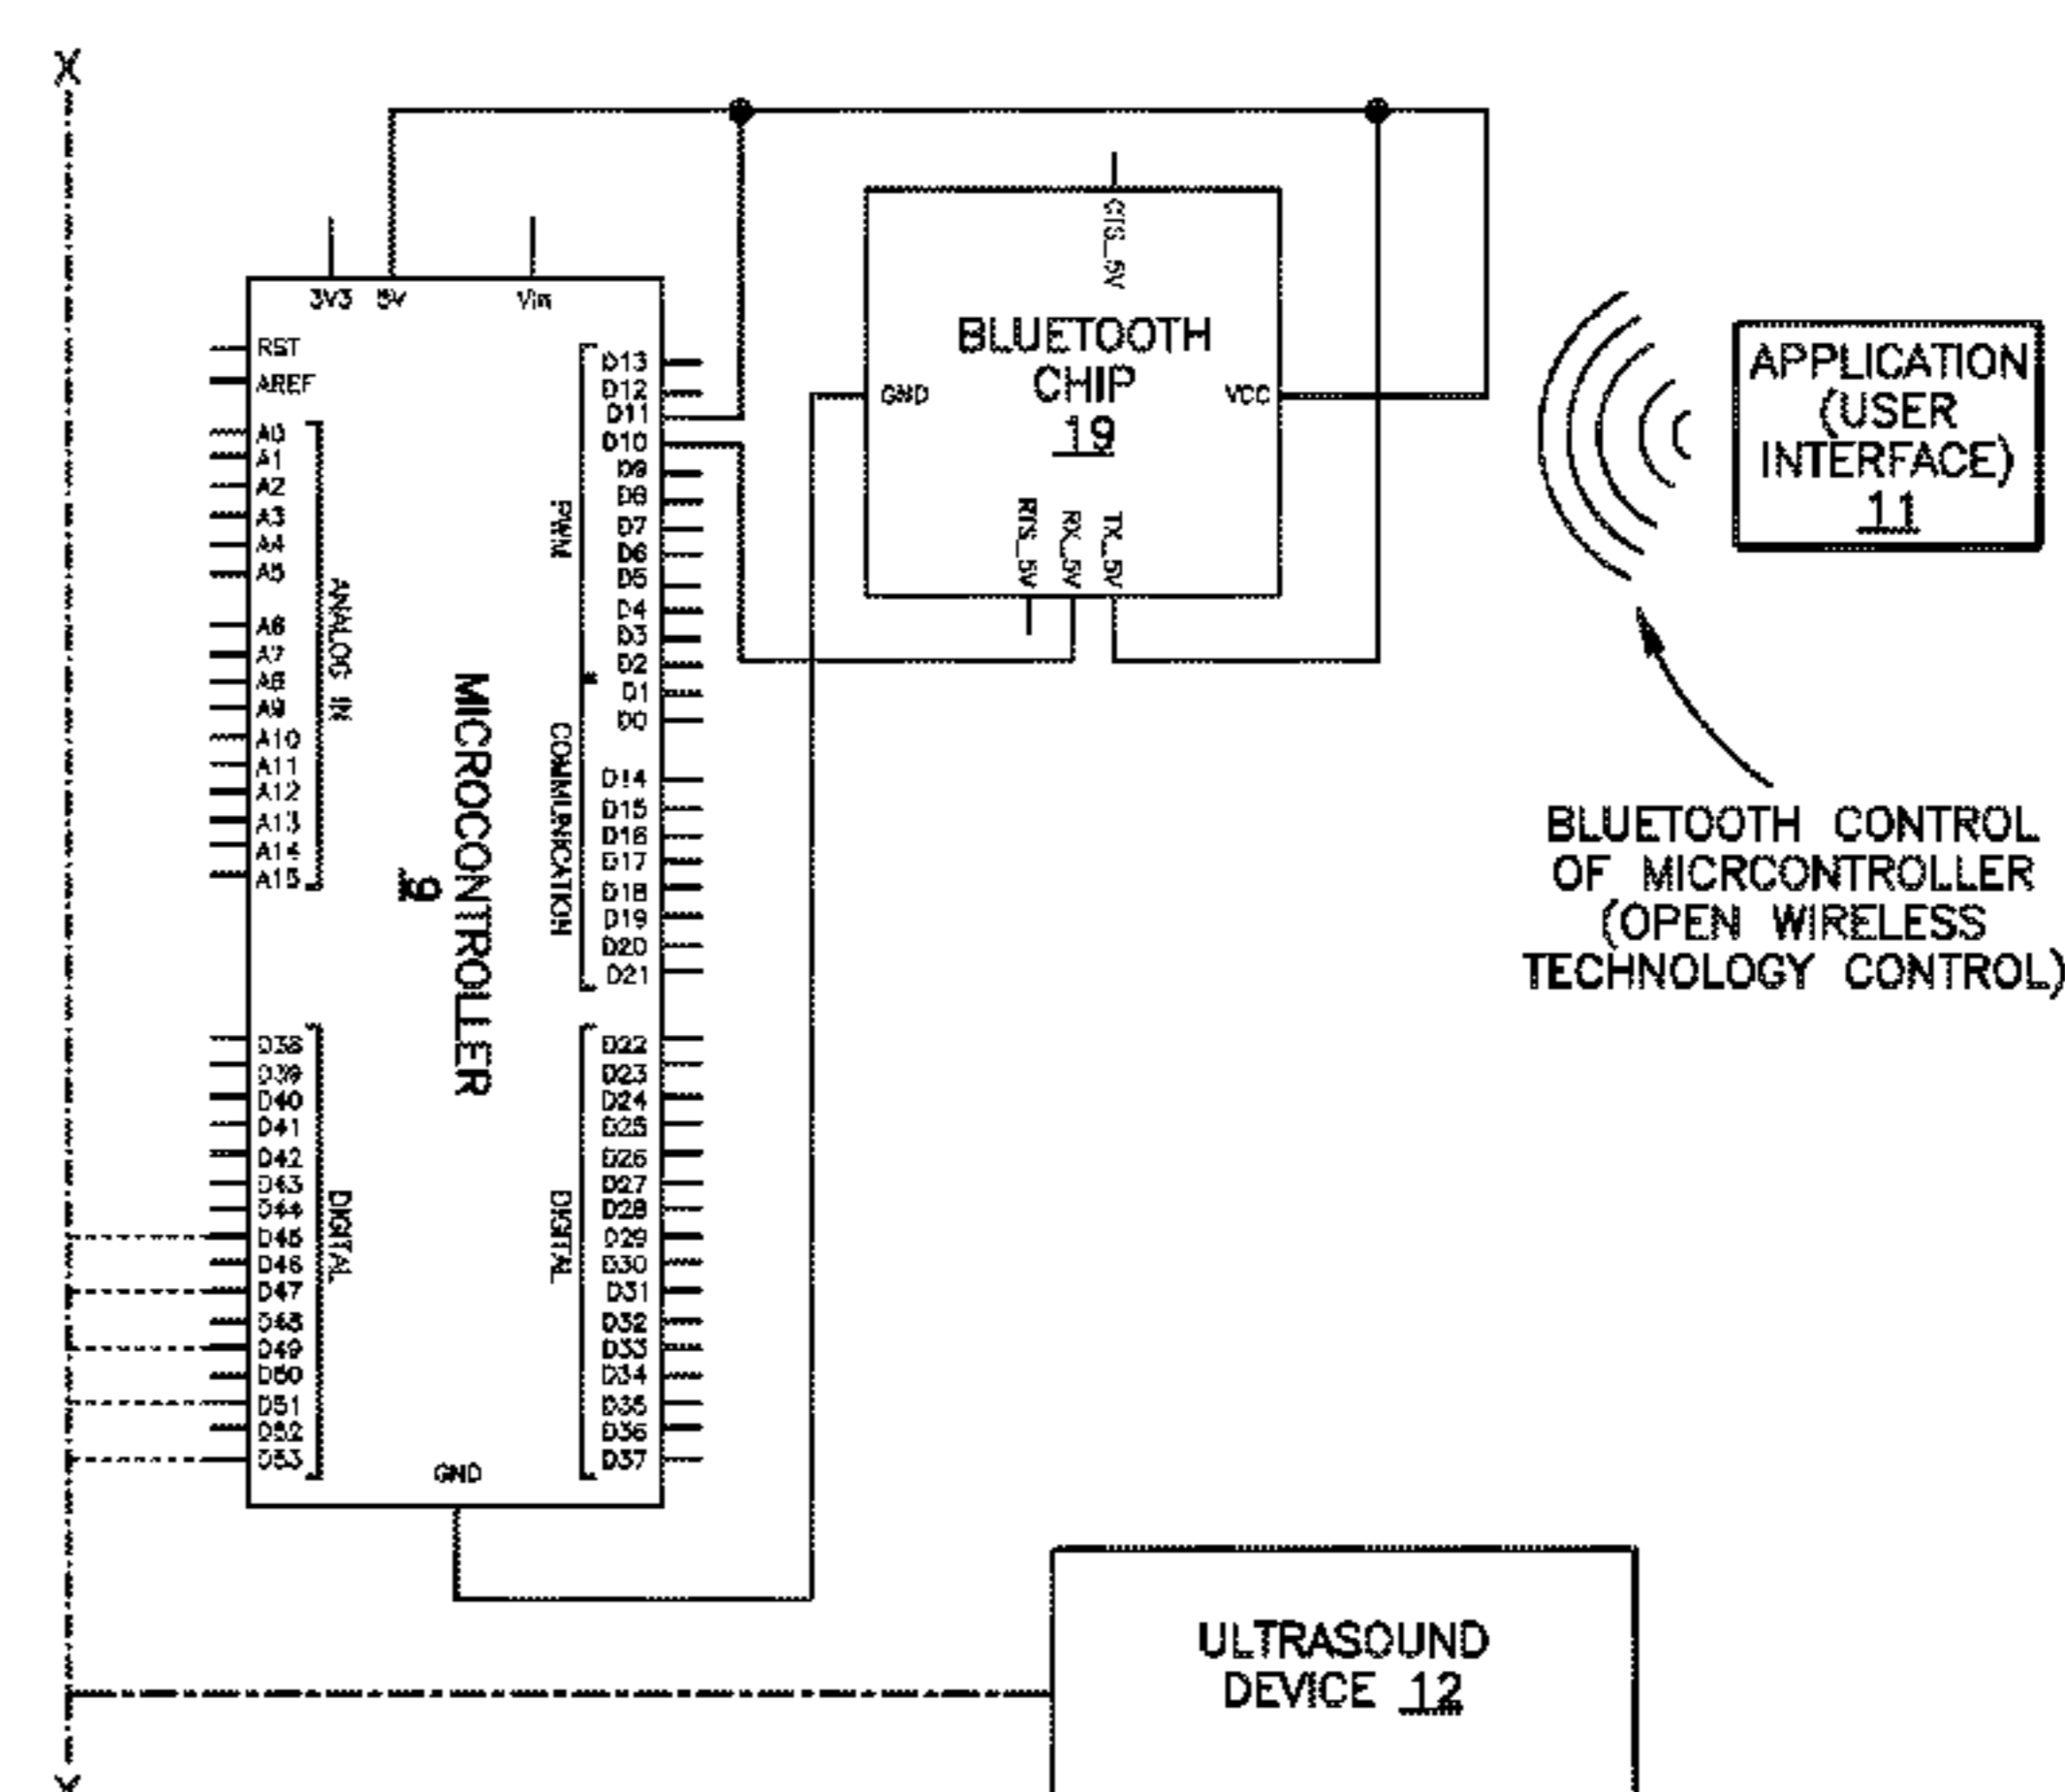 X
3V3 5V Vin
RST
AREF
A0
A1
A2
A3
A4
A5
A6
A7
A8
A9
A10
A11
A12
A13
A14
A15
ANALOG IN
D38
D39
D40
D41
D42
D43
D44
D45
D46
D47
D48
D49
D50
D51
D52
D53
DIGITAL
MICROCONTROLLER
9
GND
D13
D12
D11
D10
D9
D8
D7
D6
D5
D4
D3
D2
D1
D0
PWM
D14
D15
D16
D17
D18
D19
D20
D21
COMMUNICATION
D22
D23
D24
D25
D26
D27
D28
D29
D30
D31
D32
D33
D34
D35
D36
D37
DIGITAL
CTS_5V
BLUETOOTH
CHIP
19
GND
VCC
RTS_5V
RX_5V
TX_5V
APPLICATION
(USER
INTERFACE)
11
BLUETOOTH CONTROL
OF MICRCONTROLLER
(OPEN WIRELESS
TECHNOLOGY CONTROL)
ULTRASOUND
DEVICE 12